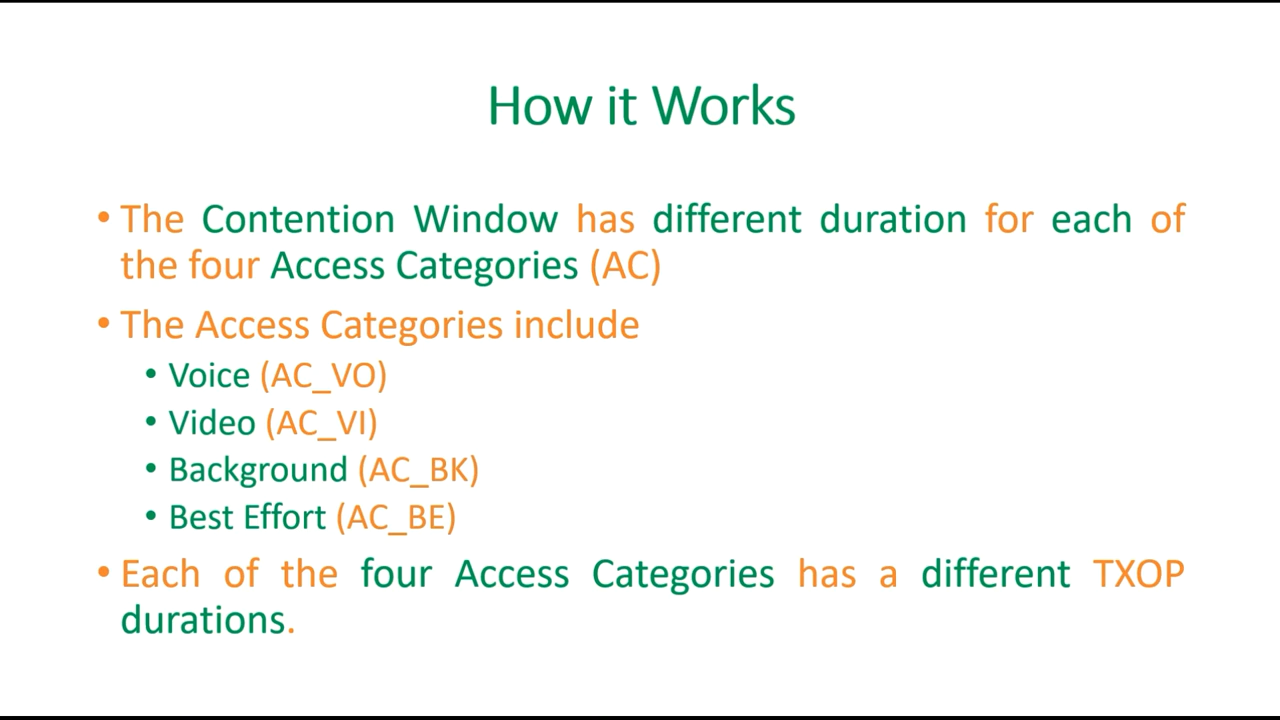 How it Works
• The Contention Window has different duration for each of
the four Access Categories (AC)
• The Access Categories include
• Voice (AC_VO)
• Video (AC_VI)
• Background (AC_BK)
• Best Effort (AC_BE)
• Each of the four Access Categories has a different TXOP
durations.